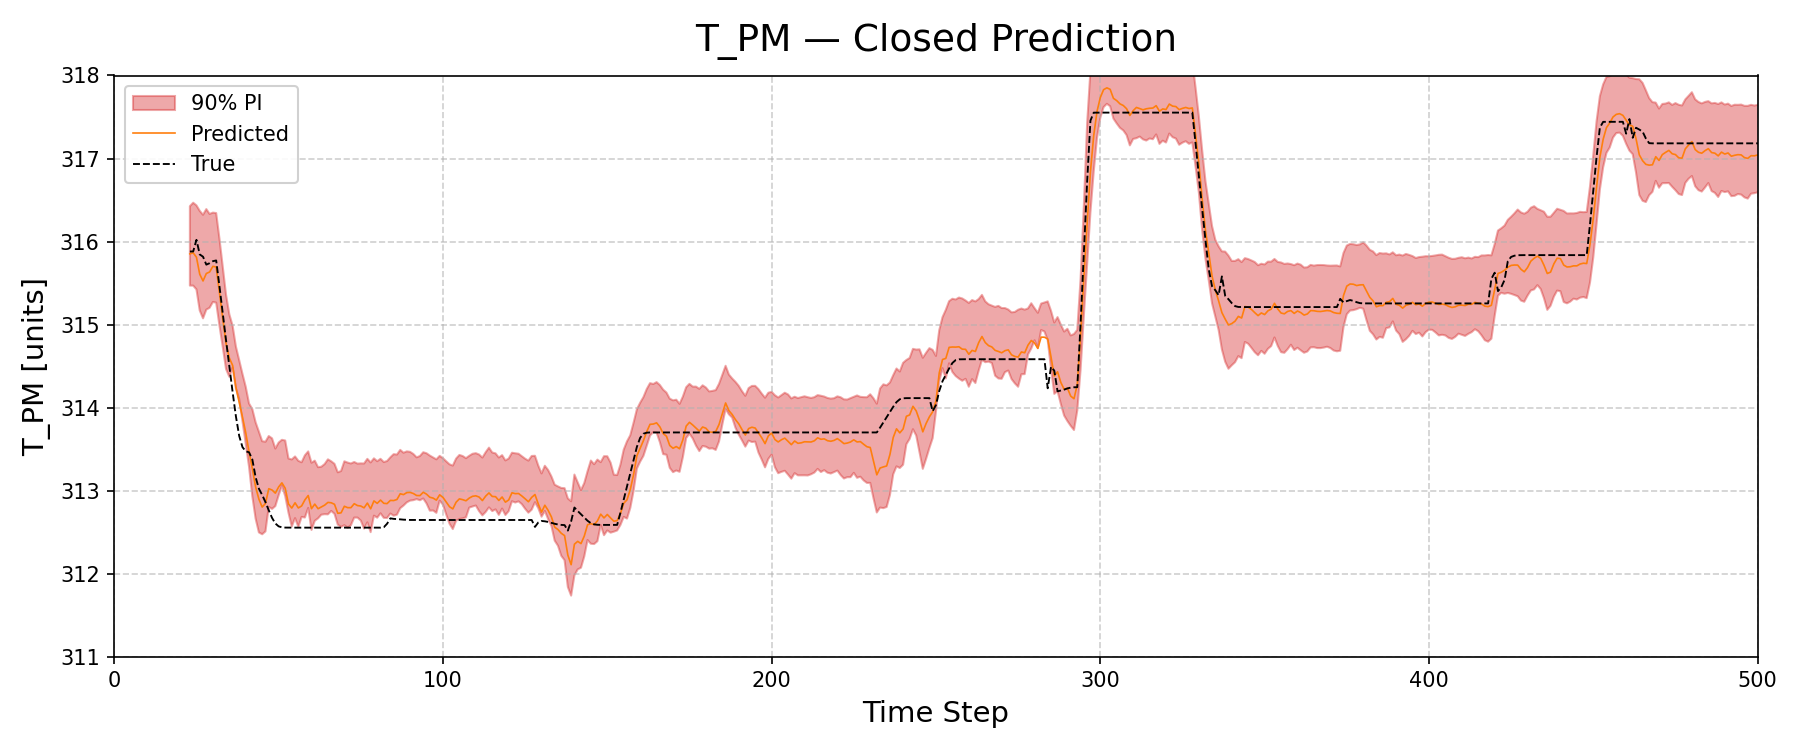 T_PM — Closed Prediction
T_PM [units]
318
317
316
315
314
313
312
311
90% PI
Predicted
True
0 100 200 300 400 500
Time Step